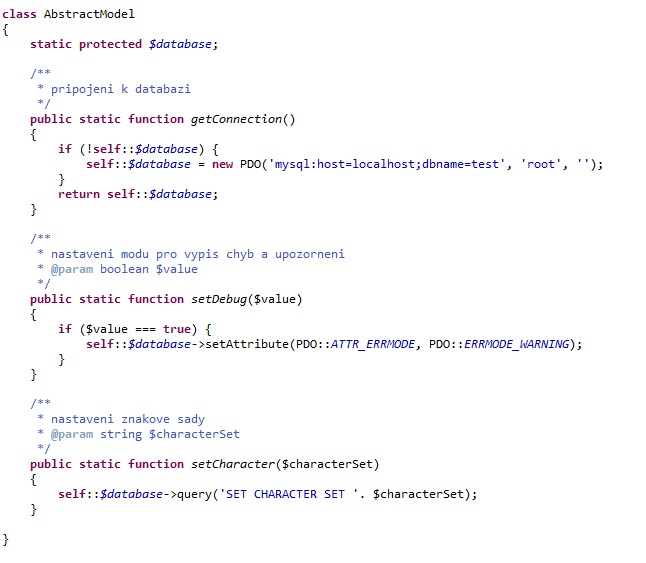 class AbstractModel
{
    static protected $database;

    /**
     * pripojeni k databazi
     */
    public static function getConnection()
    {
        if (!self::$database) {
            self::$database = new PDO('mysql:host=localhost;dbname=test', 'root', '');
        }
        return self::$database;
    }

    /**
     * nastaveni modu pro vypis chyb a upozorneni
     * @param boolean $value
     */
    public static function setDebug($value)
    {
        if ($value === true) {
            self::$database->setAttribute(PDO::ATTR_ERRMODE, PDO::ERRMODE_WARNING);
        }
    }

    /**
     * nastaveni znakove sady
     * @param string $characterSet
     */
    public static function setCharacter($characterSet)
    {
        self::$database->query('SET CHARACTER SET '. $characterSet);
    }

}